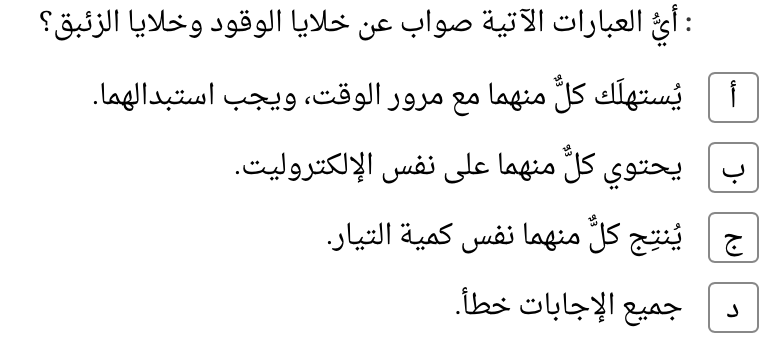 : أيُّ العبارات الآتية صواب عن خلايا الوقود وخلايا الزئبق؟
أ يُستهلَك كلٌّ منهما مع مرور الوقت، ويجب استبدالهما.
ب يحتوي كلٌّ منهما على نفس الإلكتروليت.
ج يُنتِج كلٌّ منهما نفس كمية التيار.
د جميع الإجابات خطأ.